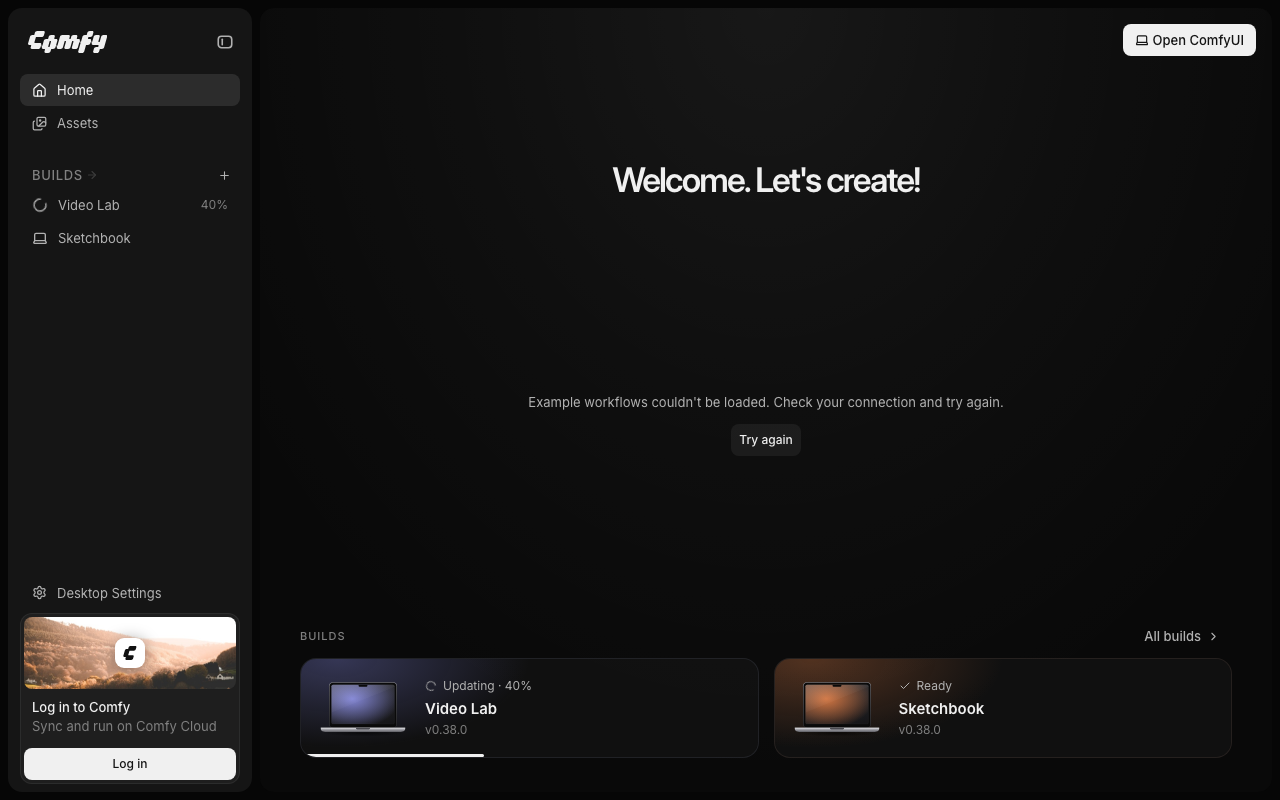 Comfy
Home
Assets
BUILDS
Video Lab 40%
Sketchbook
Desktop Settings
Log in to Comfy
Sync and run on Comfy Cloud
Log in
Open ComfyUI
Welcome. Let's create!
Example workflows couldn't be loaded. Check your connection and try again.
Try again
BUILDS
All builds
Updating · 40%
Video Lab
v0.38.0
Ready
Sketchbook
v0.38.0